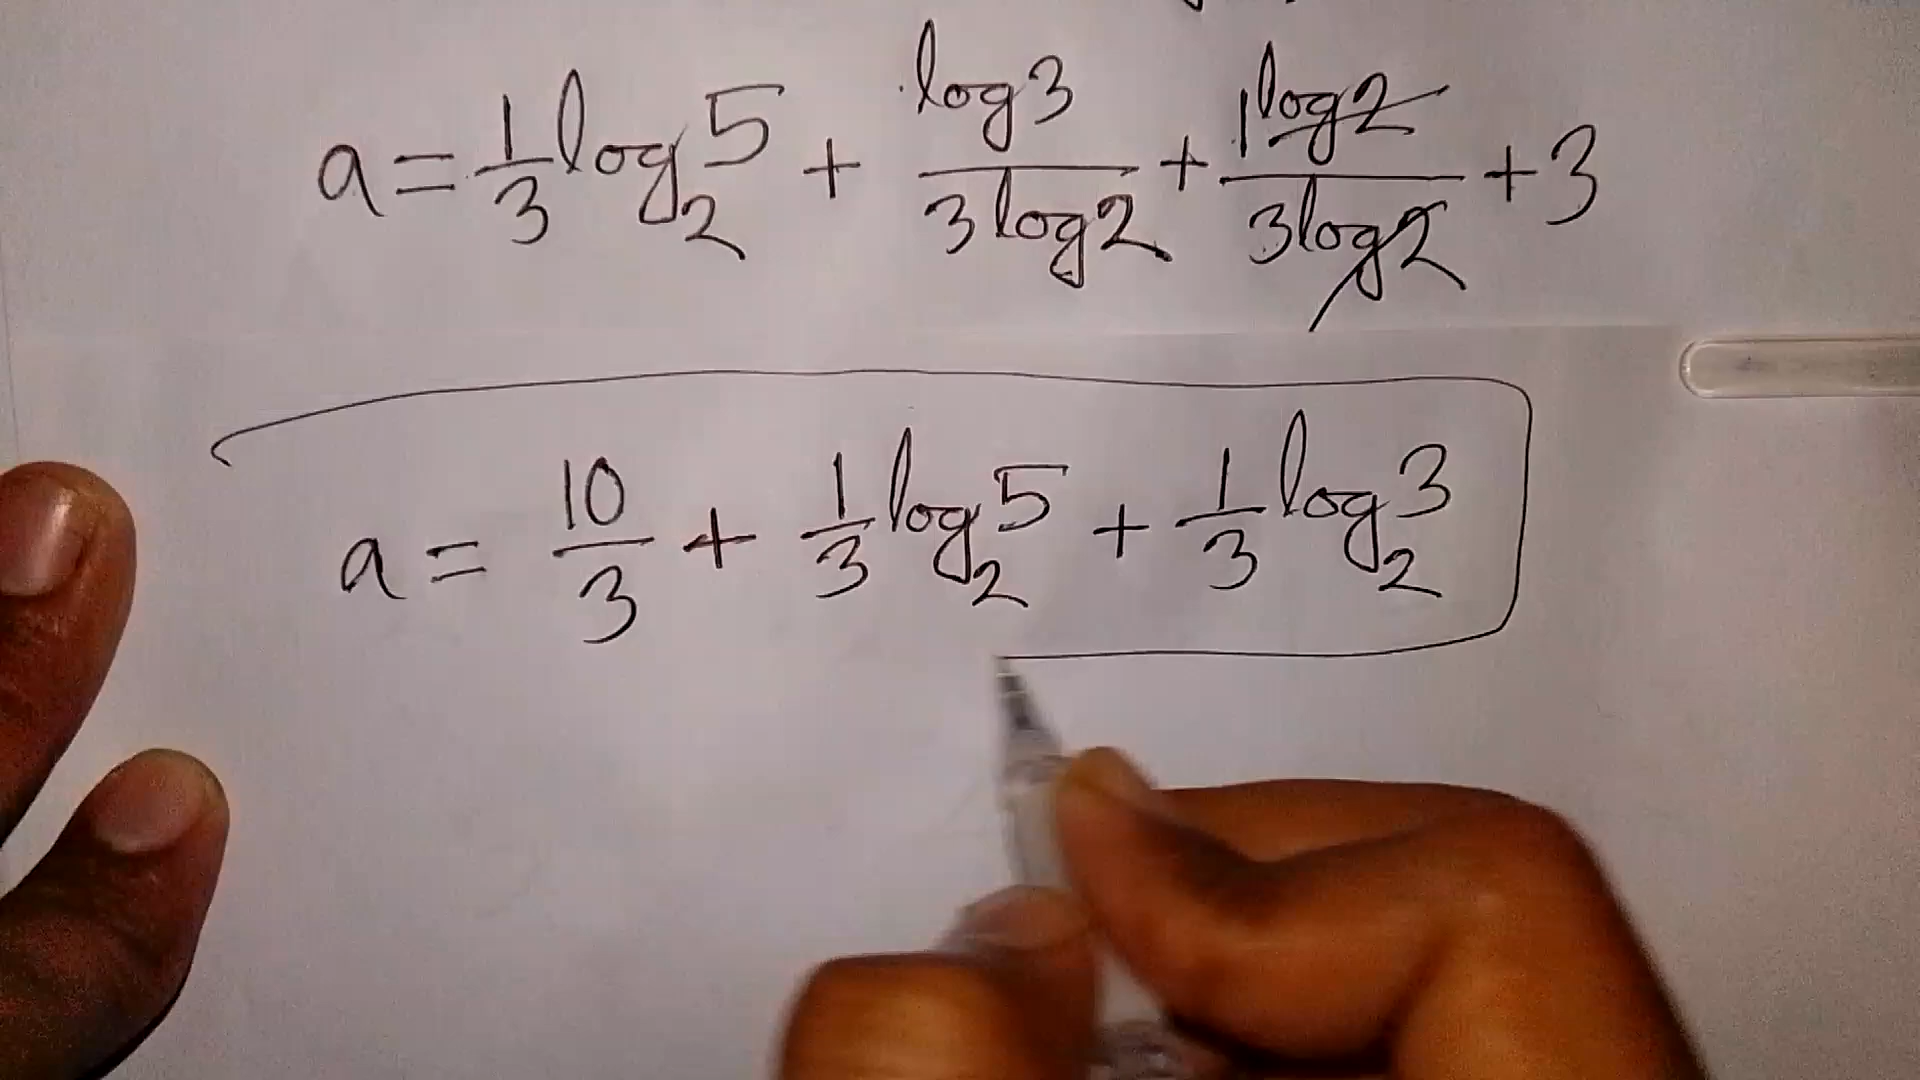 a = 1/3 log₂5 + log3/3log2 + 1log2/3log2 + 3
a = 10/3 + 1/3 log₂5 + 1/3 log₂3